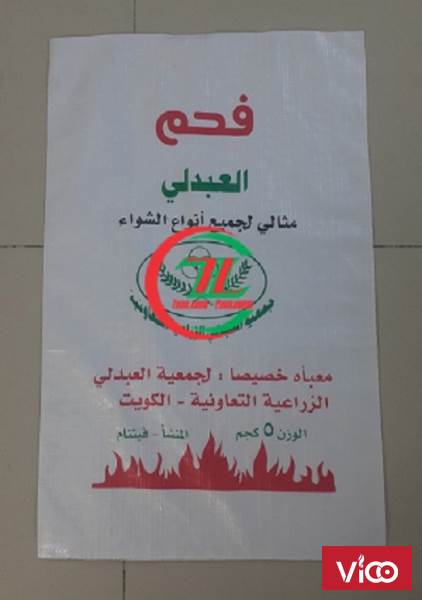 فحم
العبدلي
مثالي لجميع أنواع الشواء
معبأه خصيصا : لجمعية العبدلي
الزراعية التعاونية - الكويت
الوزن ٥ كجم    المنشأ - فيتنام
VICO